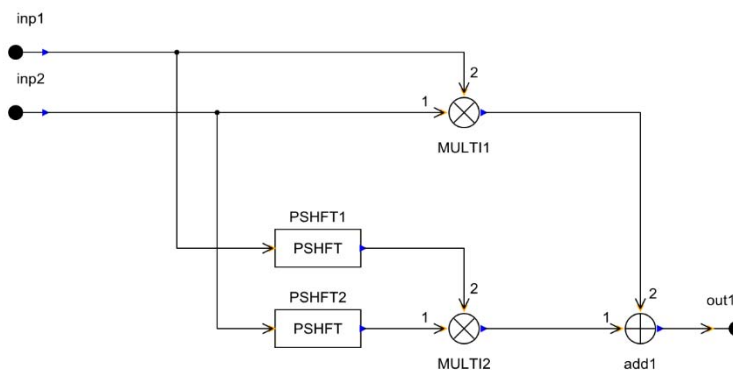 inp1
inp2
2
1
MULTI1
PSHFT1
PSHFT
PSHFT2
PSHFT
2
1
MULTI2
2
1
add1
out1